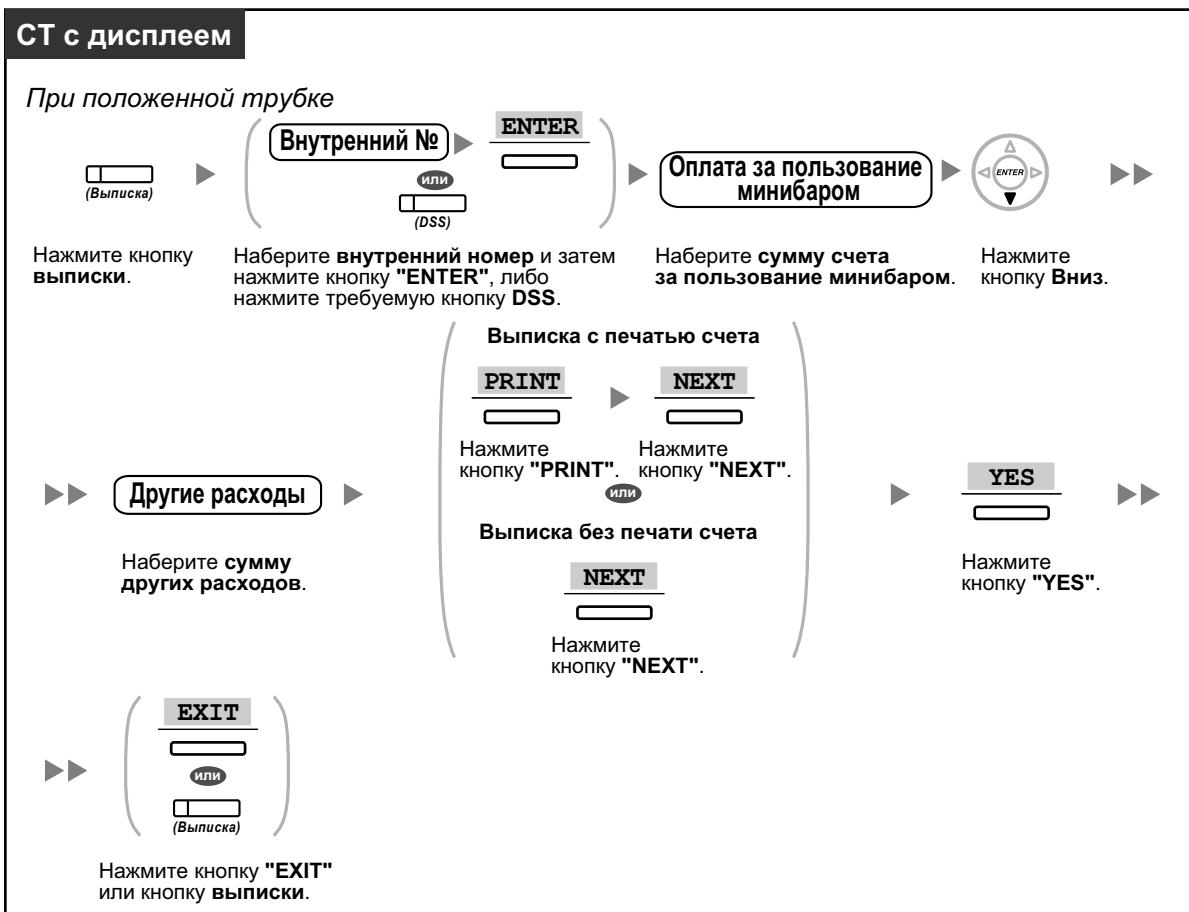 СТ с дисплеем
При положенной трубке
(Выписка)
Внутренний №
ENTER
или
(DSS)
Оплата за пользование
минибаром
ENTER
Нажмите кнопку
выписки.
Наберите внутренний номер и затем
нажмите кнопку "ENTER", либо
нажмите требуемую кнопку DSS.
Наберите сумму счета
за пользование минибаром.
Нажмите
кнопку Вниз.
Другие расходы
Наберите сумму
других расходов.
Выписка с печатью счета
PRINT
NEXT
Нажмите
кнопку "PRINT".
Нажмите
кнопку "NEXT".
или
Выписка без печати счета
NEXT
Нажмите
кнопку "NEXT".
YES
Нажмите
кнопку "YES".
EXIT
или
(Выписка)
Нажмите кнопку "EXIT"
или кнопку выписки.